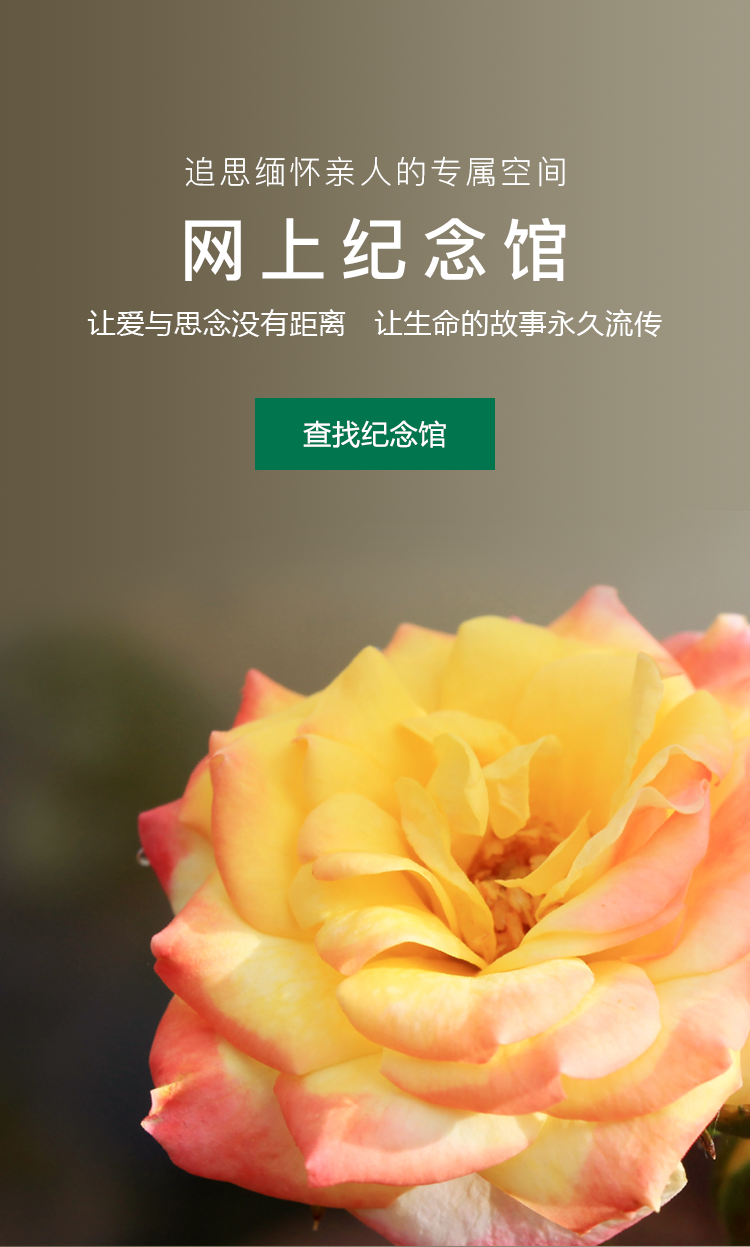 追思缅怀亲人的专属空间
网上纪念馆
让爱与思念没有距离　让生命的故事永久流传
查找纪念馆